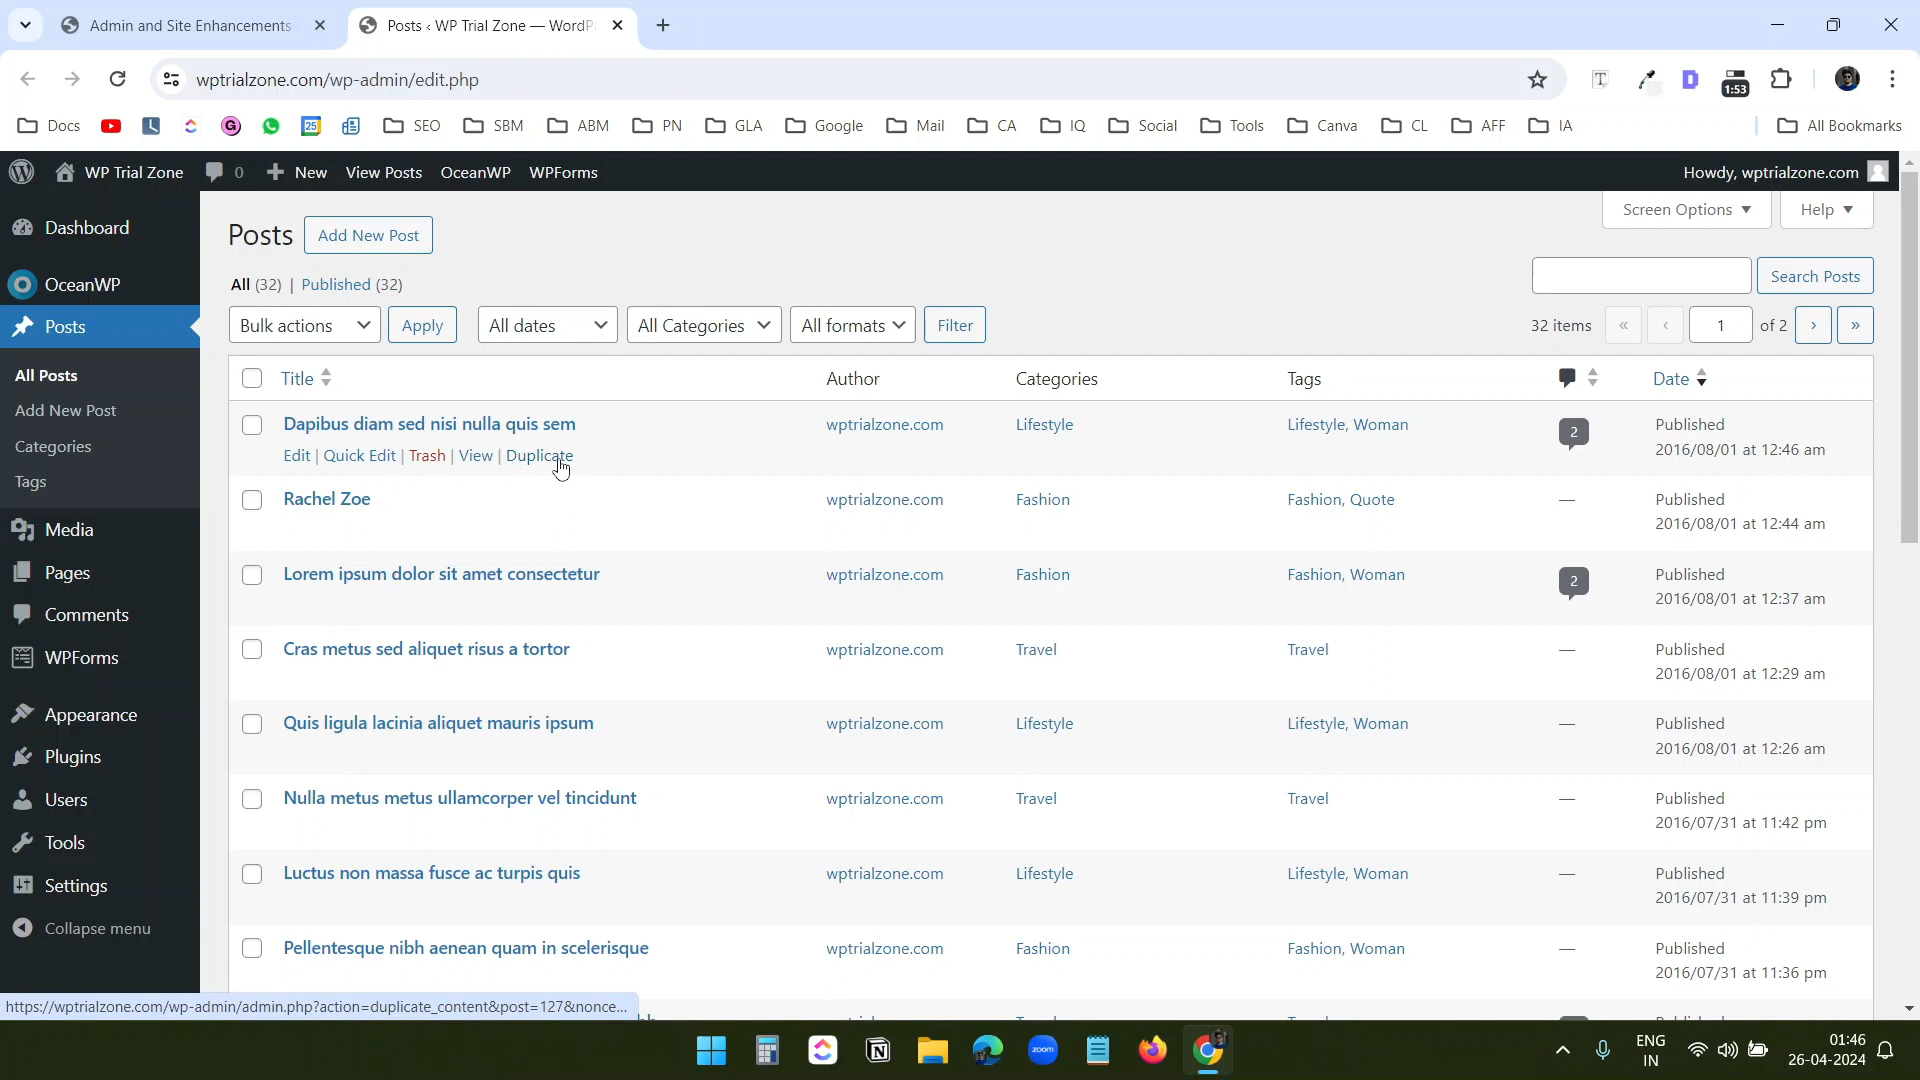 Admin and Site Enhancements
Posts ‹ WP Trial Zone — WordP
wptrialzone.com/wp-admin/edit.php
1:53
Docs
25
G
SEO
SBM
ABM
PN
GLA
Google
Mail
CA
IQ
Social
Tools
Canva
CL
AFF
IA
All Bookmarks
WP Trial Zone
0
New
View Posts
OceanWP
WPForms
Howdy, wptrialzone.com
Dashboard
OceanWP
Posts
All Posts
Add New Post
Categories
Tags
Media
Pages
Comments
WPForms
Appearance
Plugins
Users
Tools
Settings
Collapse menu
Screen Options
Help
Posts
Add New Post
All (32) | Published (32)
Search Posts
Bulk actions
Apply
All dates
All Categories
All formats
Filter
32 items « ‹ 1 of 2 › »
Title Author Categories Tags Date
Dapibus diam sed nisi nulla quis sem wptrialzone.com Lifestyle Lifestyle, Woman 2 Published
Edit | Quick Edit | Trash | View | Duplicate 2016/08/01 at 12:46 am
Rachel Zoe wptrialzone.com Fashion Fashion, Quote — Published
2016/08/01 at 12:44 am
Lorem ipsum dolor sit amet consectetur wptrialzone.com Fashion Fashion, Woman 2 Published
2016/08/01 at 12:37 am
Cras metus sed aliquet risus a tortor wptrialzone.com Travel Travel — Published
2016/08/01 at 12:29 am
Quis ligula lacinia aliquet mauris ipsum wptrialzone.com Lifestyle Lifestyle, Woman — Published
2016/08/01 at 12:26 am
Nulla metus metus ullamcorper vel tincidunt wptrialzone.com Travel Travel — Published
2016/07/31 at 11:42 pm
Luctus non massa fusce ac turpis quis wptrialzone.com Lifestyle Lifestyle, Woman — Published
2016/07/31 at 11:39 pm
Pellentesque nibh aenean quam in scelerisque wptrialzone.com Fashion Fashion, Woman — Published
2016/07/31 at 11:36 pm
https://wptrialzone.com/wp-admin/admin.php?action=duplicate_content&post=127&nonce...
zoom
ENG
IN
01:46
26-04-2024